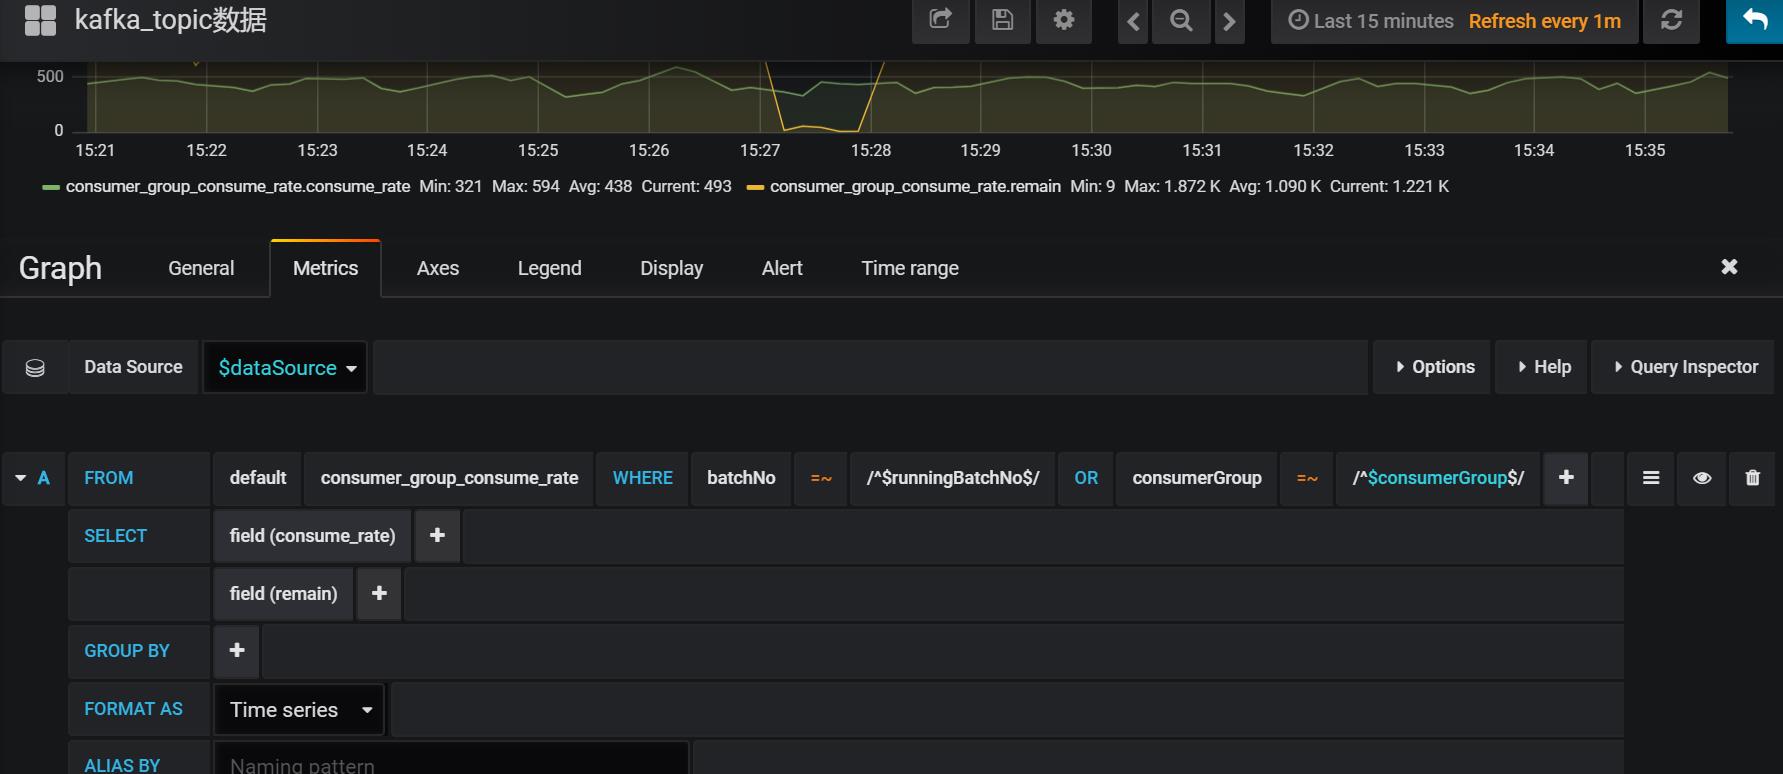 kafka_topic数据
Last 15 minutes Refresh every 1m
500
0
15:21 15:22 15:23 15:24 15:25 15:26 15:27 15:28 15:29 15:30 15:31 15:32 15:33 15:34 15:35
consumer_group_consume_rate.consume_rate Min: 321 Max: 594 Avg: 438 Current: 493 consumer_group_consume_rate.remain Min: 9 Max: 1.872 K Avg: 1.090 K Current: 1.221 K
Graph General Metrics Axes Legend Display Alert Time range
Data Source $dataSource Options Help Query Inspector
A FROM default consumer_group_consume_rate WHERE batchNo =~ /^$runningBatchNo$/ OR consumerGroup =~ /^$consumerGroup$/ +
SELECT field (consume_rate) +
field (remain) +
GROUP BY +
FORMAT AS Time series
ALIAS BY Naming pattern